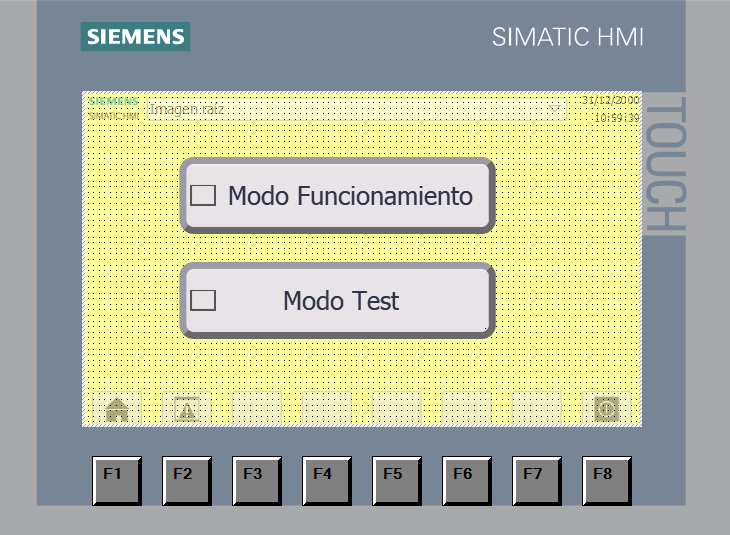 SIEMENS
SIMATIC HMI
TOUCH
SIEMENS
SIMATIC HMI
Imagen raíz
31/12/2000
10:59:39
Modo Funcionamiento
Modo Test
F1 F2 F3 F4 F5 F6 F7 F8